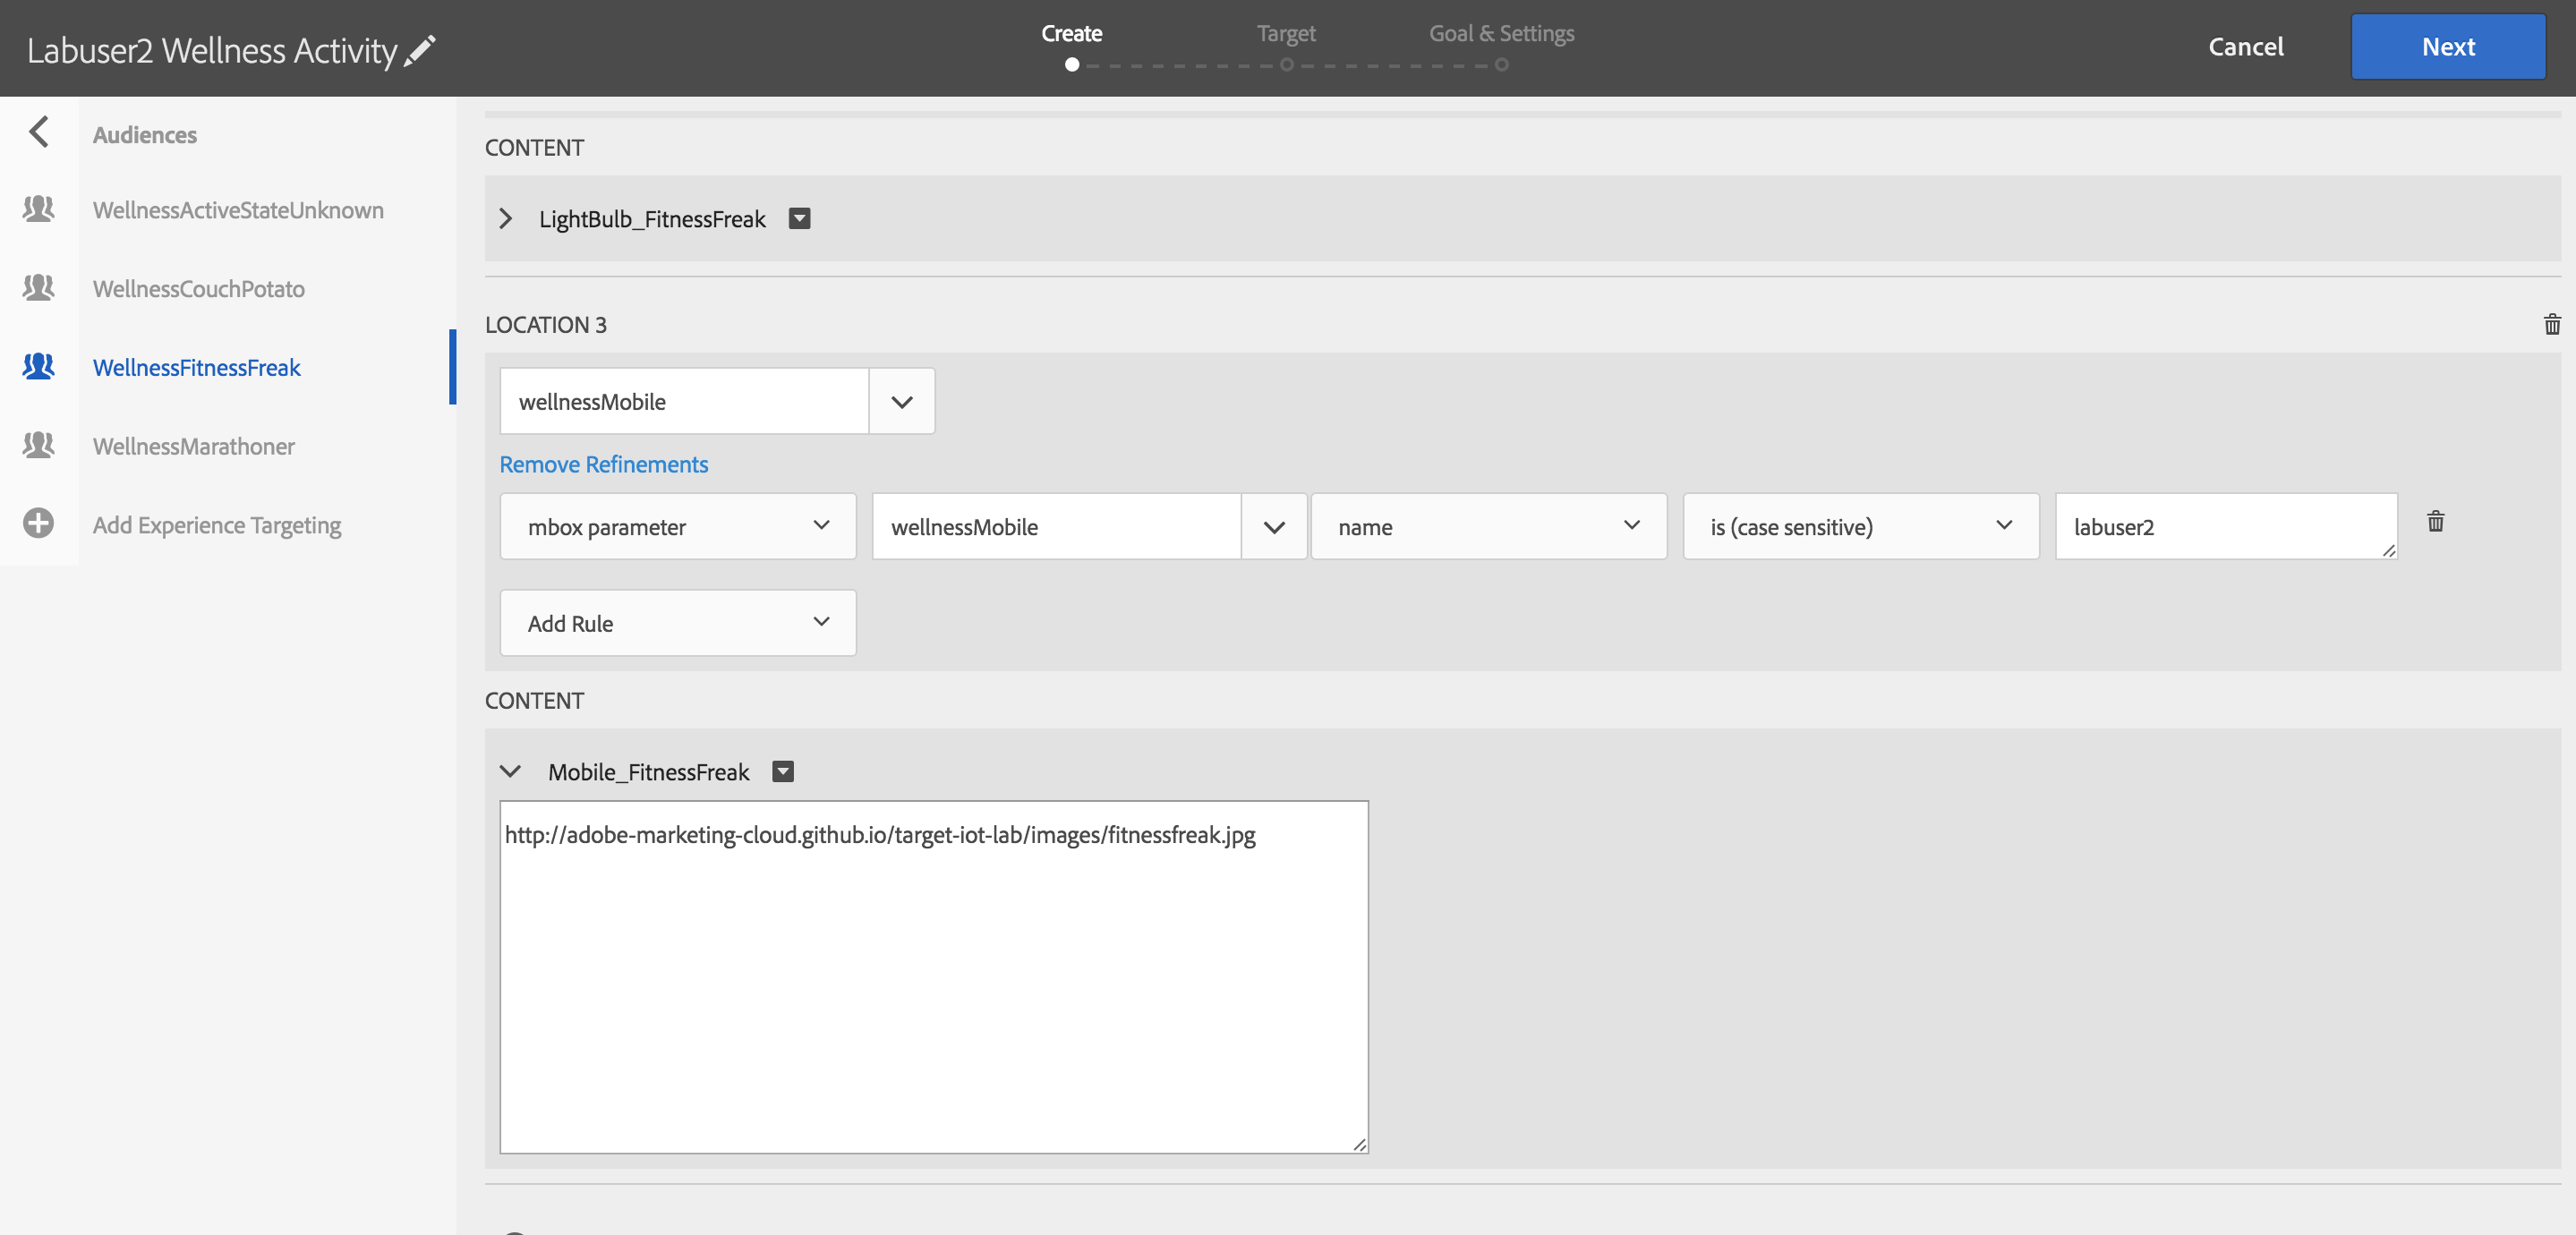 Labuser2 Wellness Activity
Create
Target
Goal & Settings
Cancel
Next
Audiences
WellnessActiveStateUnknown
WellnessCouchPotato
WellnessFitnessFreak
WellnessMarathoner
Add Experience Targeting
CONTENT
LightBulb_FitnessFreak
LOCATION 3
wellnessMobile
Remove Refinements
mbox parameter
wellnessMobile
name
is (case sensitive)
labuser2
Add Rule
CONTENT
Mobile_FitnessFreak
http://adobe-marketing-cloud.github.io/target-iot-lab/images/fitnessfreak.jpg